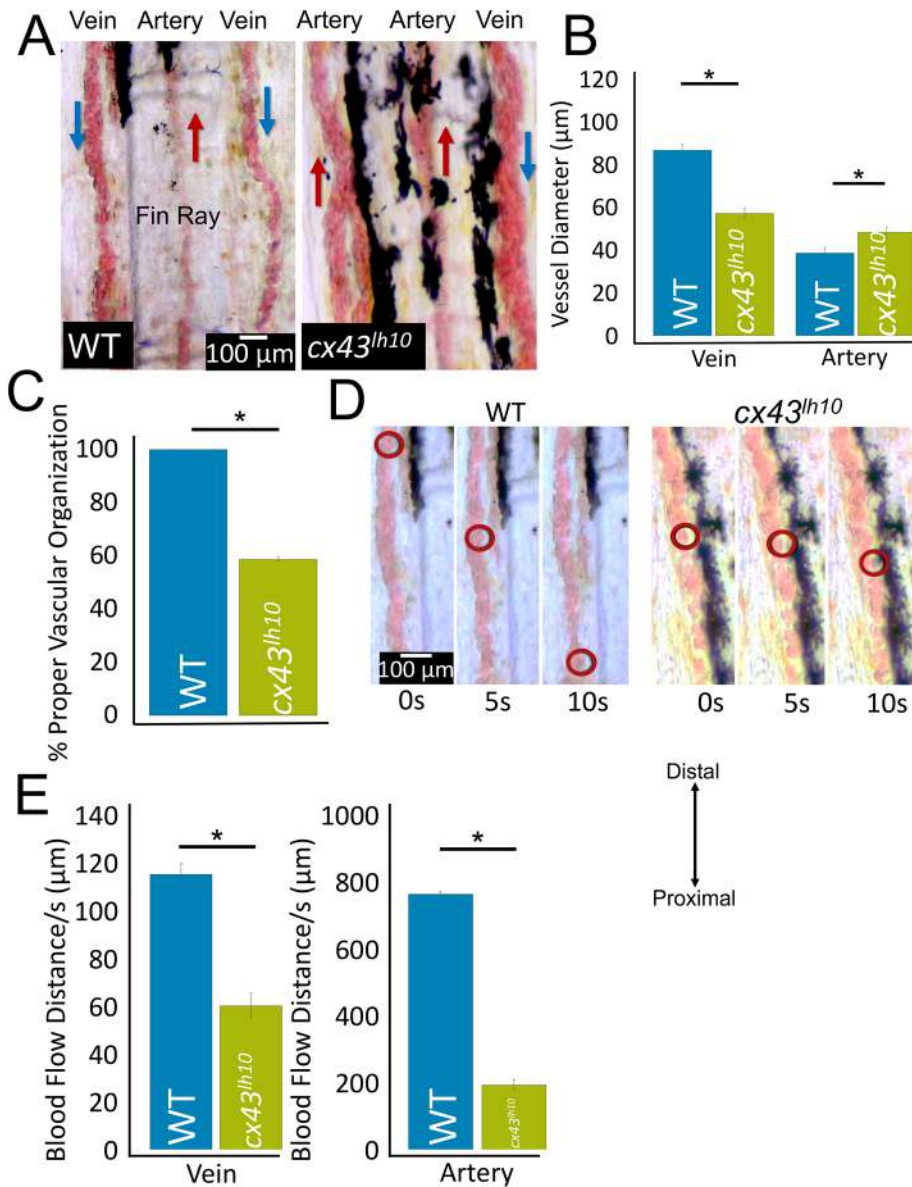 A
Vein Artery Vein
Artery Artery Vein
Fin Ray
WT
100 µm
cx43lh10
B
Vessel Diameter (µm)
120
100
80
60
40
20
0
*
*
WT
cx43lh10
WT
cx43lh10
Vein
Artery
C
% Proper Vascular Organization
100
80
60
40
20
0
*
WT
cx43lh10
D
WT
cx43lh10
100 µm
0s 5s 10s
0s 5s 10s
Distal
Proximal
E
Blood Flow Distance/s (µm)
140
120
100
80
60
40
20
0
*
WT
cx43lh10
Vein
Blood Flow Distance/s (µm)
1000
800
600
400
200
0
*
WT
cx43lh10
Artery